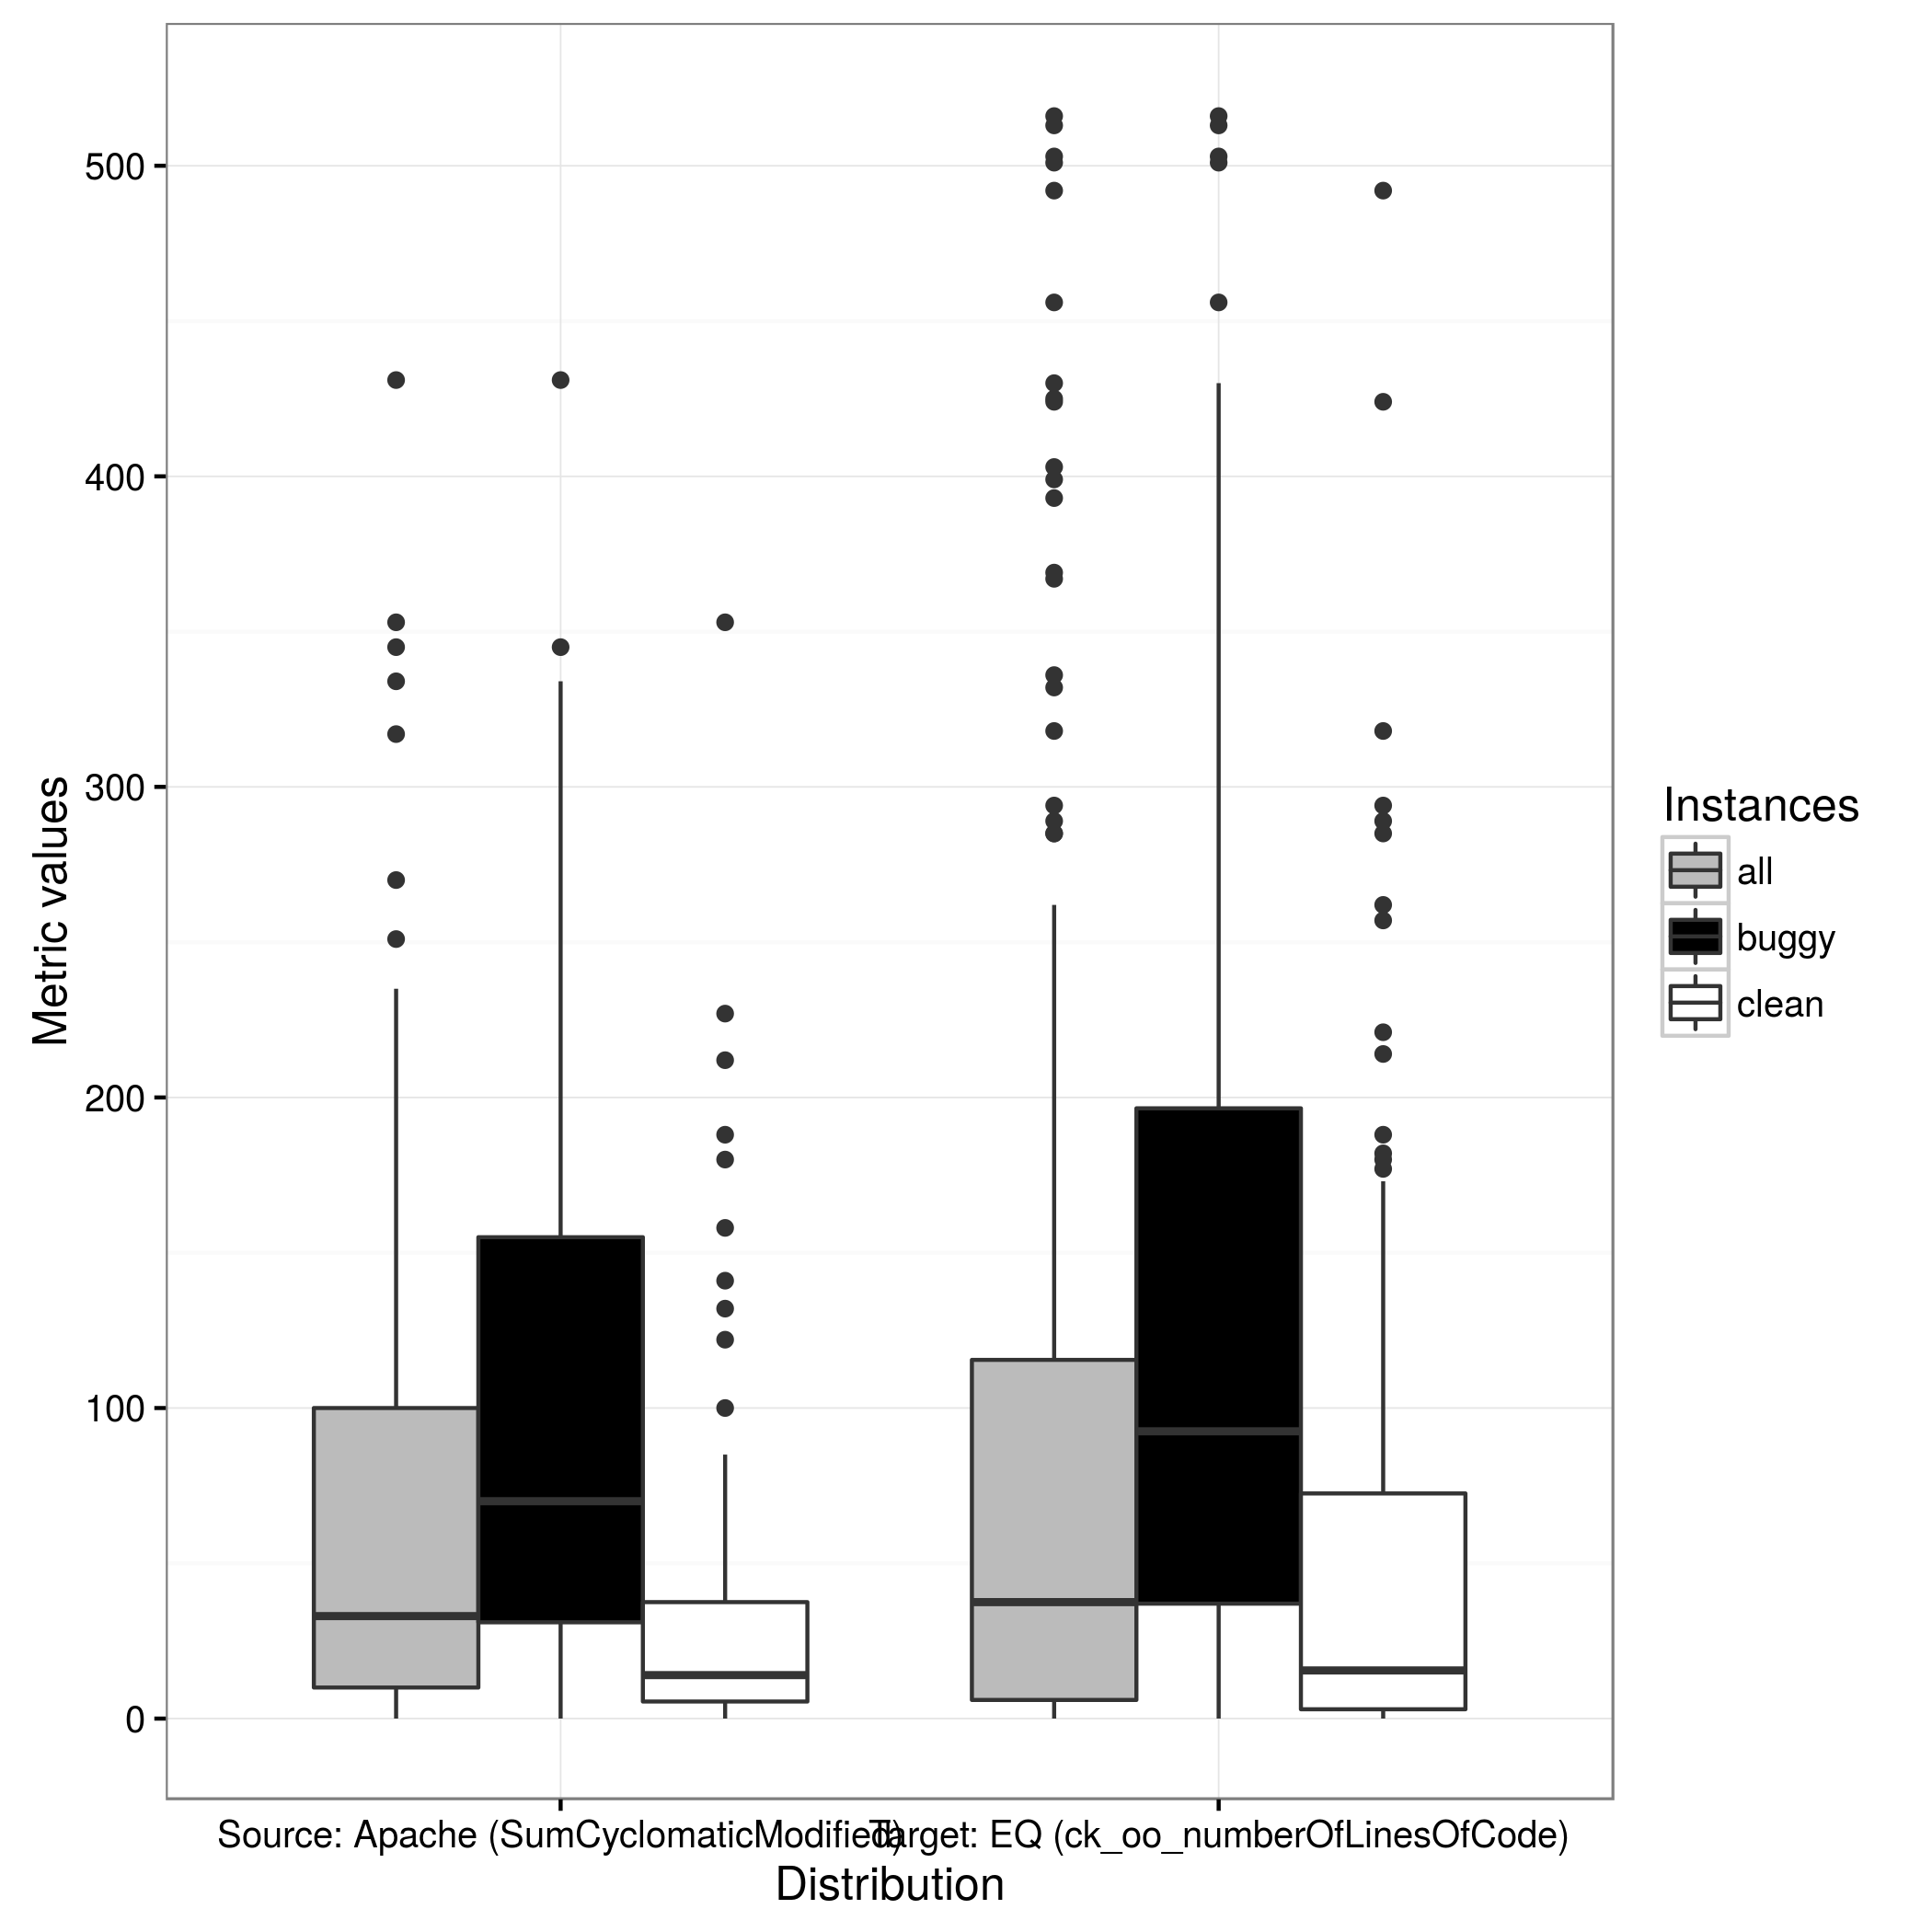 500
400
300
200
100
0
Metric values
Source: Apache (SumCyclomaticModified)
Target: EQ (ck_oo_numberOfLinesOfCode)
Distribution
Instances
all
buggy
clean